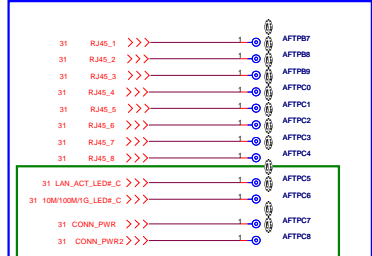 31 RJ45_1 1 AFTPB7
31 RJ45_2 1 AFTPB8
31 RJ45_3 1 AFTPB9
31 RJ45_4 1 AFTPC0
31 RJ45_5 1 AFTPC1
31 RJ45_6 1 AFTPC2
31 RJ45_7 1 AFTPC3
31 RJ45_8 1 AFTPC4
31 LAN_ACT_LED#_C 1 AFTPC5
31 10M/100M/1G_LED#_C 1 AFTPC6
31 CONN_PWR 1 AFTPC7
31 CONN_PWR2 1 AFTPC8